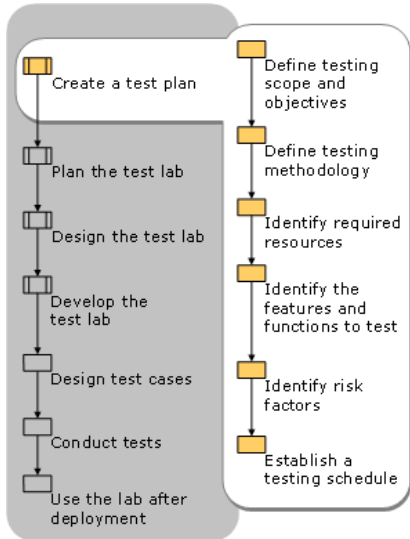 Create a test plan
Plan the test lab
Design the test lab
Develop the
test lab
Design test cases
Conduct tests
Use the lab after
deployment
Define testing
scope and
objectives
Define testing
methodology
Identify required
resources
Identify the
features and
functions to test
Identify risk
factors
Establish a
testing schedule